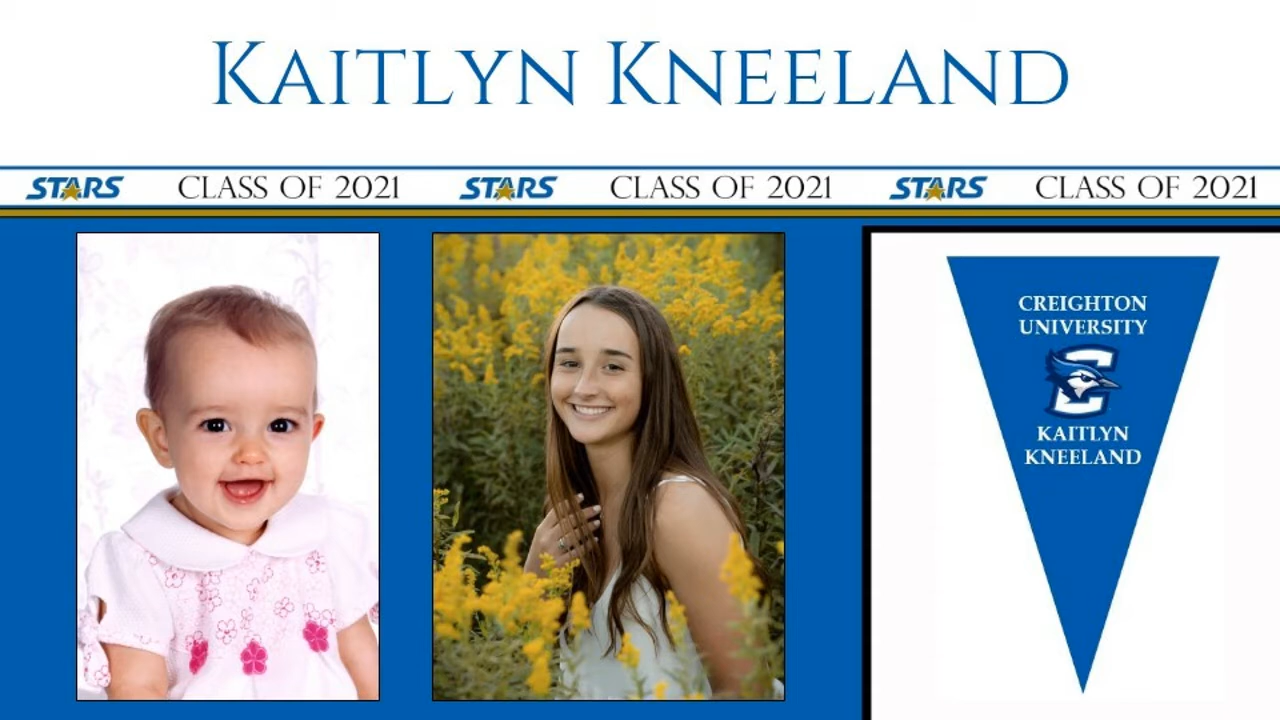 KAITLYN KNEELAND
STARS CLASS OF 2021 STARS CLASS OF 2021 STARS CLASS OF 2021
CREIGHTON
UNIVERSITY
C
KAITLYN
KNEELAND